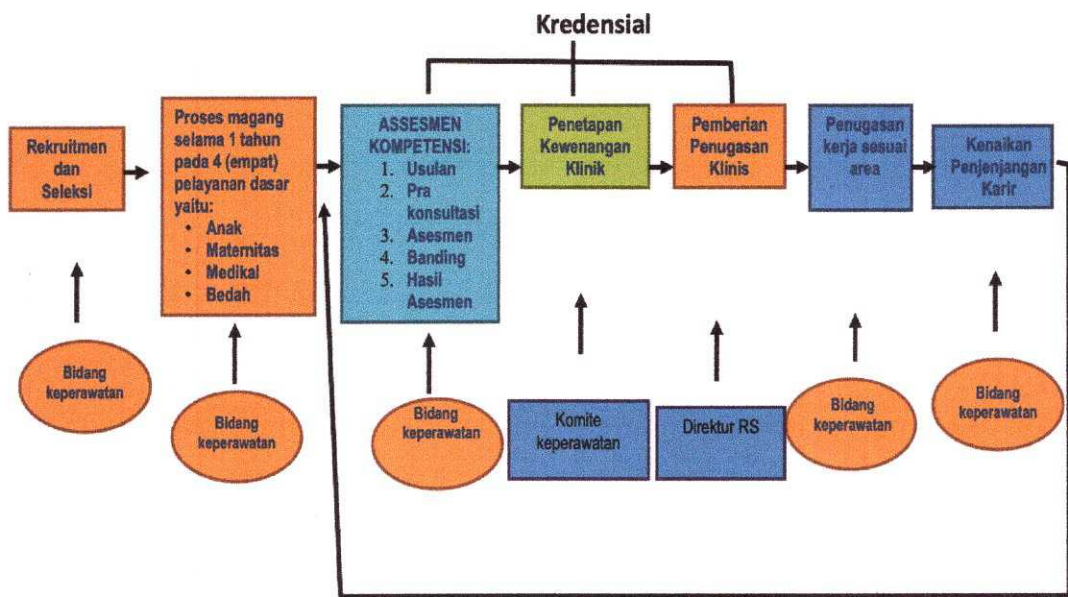 Kredensial
Rekruitmen
dan
Seleksi
Proses magang
selama 1 tahun
pada 4 (empat)
pelayanan dasar
yaitu:
• Anak
• Maternitas
• Medikal
• Bedah
ASSESMEN
KOMPETENSI:
1. Usulan
2. Pra
konsultasi
3. Asesmen
4. Banding
5. Hasil
Asesmen
Penetapan
Kewenangan
Klinik
Pemberian
Penugasan
Klinis
Penugasan
kerja sesuai
area
Kenaikan
Penjenjangan
Karir
Bidang
keperawatan
Bidang
keperawatan
Bidang
keperawatan
Komite
keperawatan
Direktur RS
Bidang
keperawatan
Bidang
keperawatan